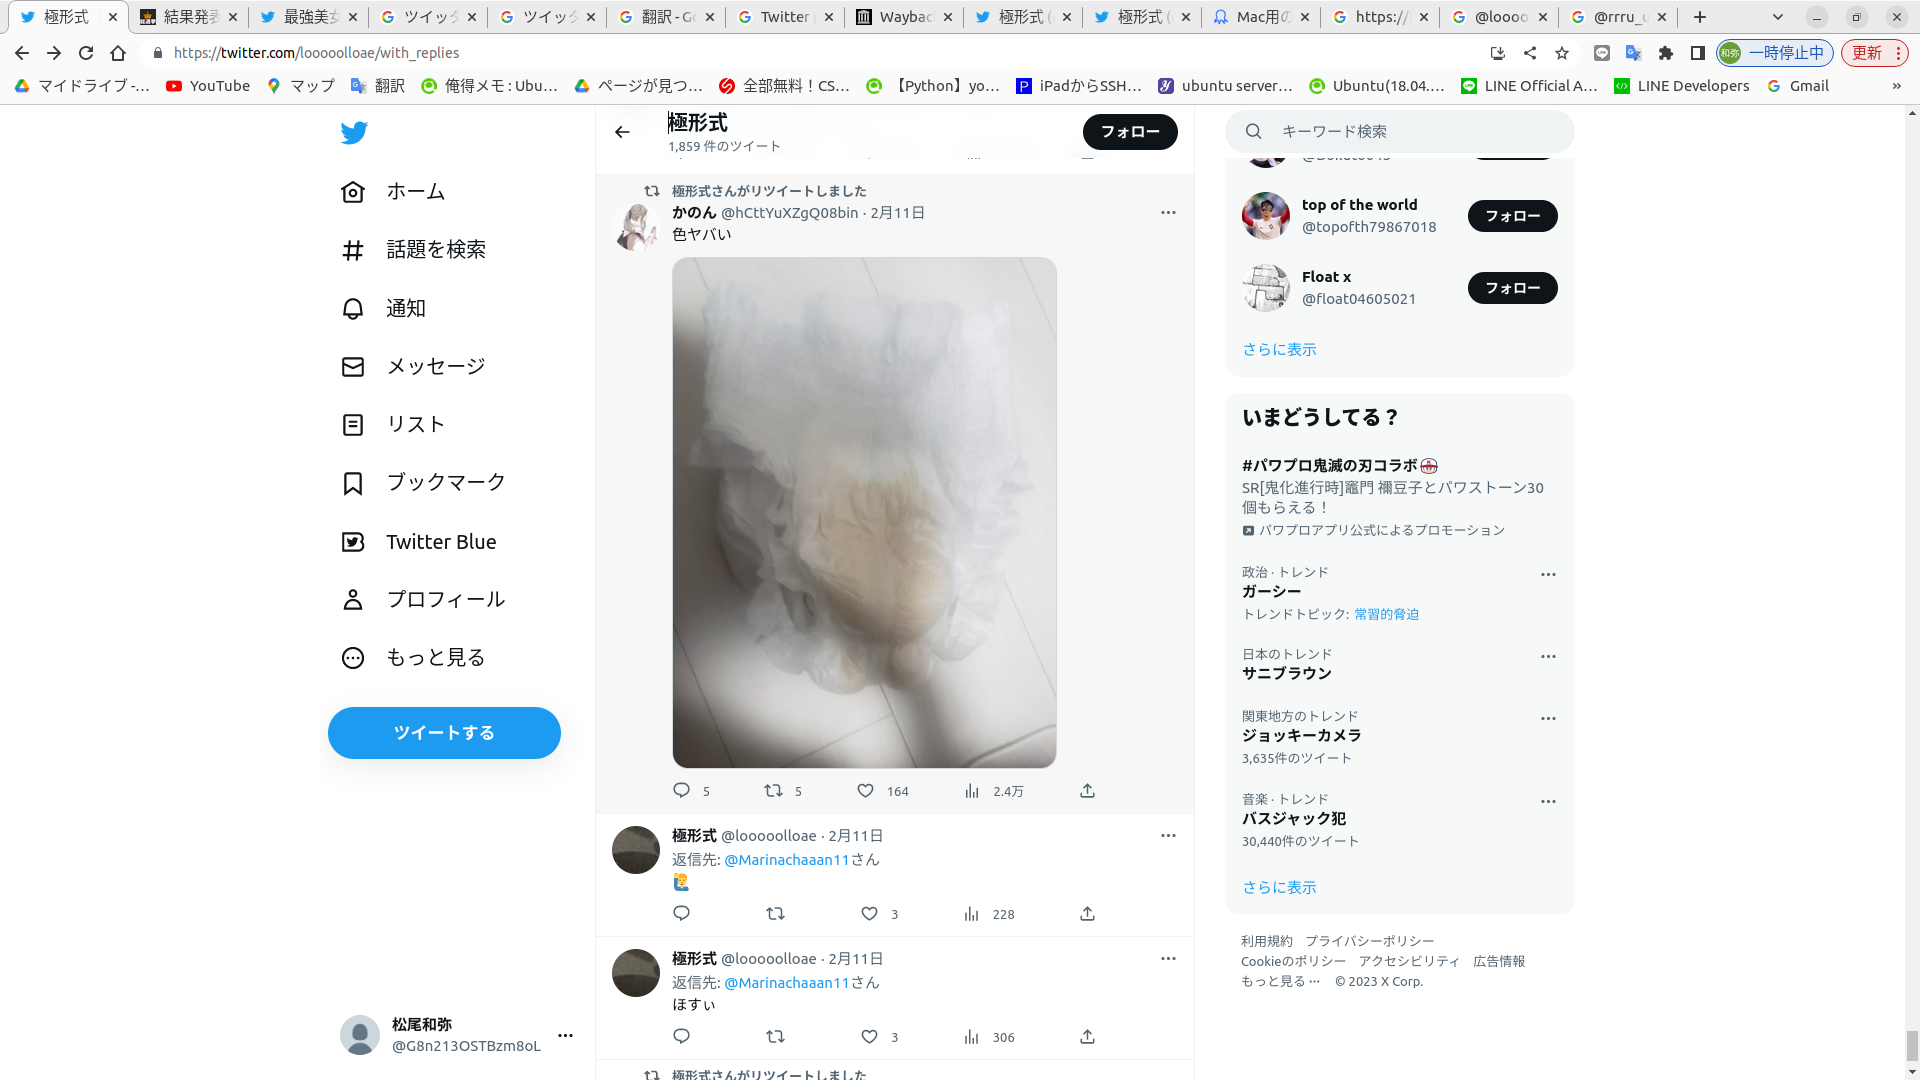 極形式
結果発表
最強美女
ツイッタ
ツイッタ
翻訳 - Go
Twitter p
Waybac
極形式 (
極形式 (
Mac用の
https://t
@loooo
@rrru_u
https://twitter.com/looooolloae/with_replies
和弥
一時停止中
更新
マイドライブ -…
YouTube
マップ
翻訳
俺得メモ : Ubu…
ページが見つ…
全部無料！CS…
【Python】yo…
iPadからSSH…
ubuntu server…
Ubuntu(18.04.…
LINE Official A…
LINE Developers
Gmail
»
ホーム
話題を検索
通知
メッセージ
リスト
ブックマーク
Twitter Blue
プロフィール
もっと見る
ツイートする
松尾和弥
@G8n213OSTBzm8oL
極形式
1,859 件のツイート
フォロー
極形式さんがリツイートしました
かのん @hCttYuXZgQ08bin · 2月11日
色ヤバい
5
5
164
2.4万
極形式 @looooolloae · 2月11日
返信先: @Marinachaaan11さん
🙋‍♂️
3
228
極形式 @looooolloae · 2月11日
返信先: @Marinachaaan11さん
ほすぃ
3
306
極形式さんがリツイートしました
キーワード検索
top of the world
@topofth79867018
フォロー
Float x
@float04605021
フォロー
さらに表示
いまどうしてる？
#パワプロ鬼滅の刃コラボ
SR[鬼化進行時]竈門 禰豆子とパワストーン30
個もらえる！
パワプロアプリ公式によるプロモーション
政治 · トレンド
ガーシー
トレンドトピック: 常習的脅迫
日本のトレンド
サニブラウン
関東地方のトレンド
ジョッキーカメラ
3,635件のツイート
音楽 · トレンド
バスジャック犯
30,440件のツイート
さらに表示
利用規約 プライバシーポリシー
Cookieのポリシー アクセシビリティ 広告情報
もっと見る ··· © 2023 X Corp.